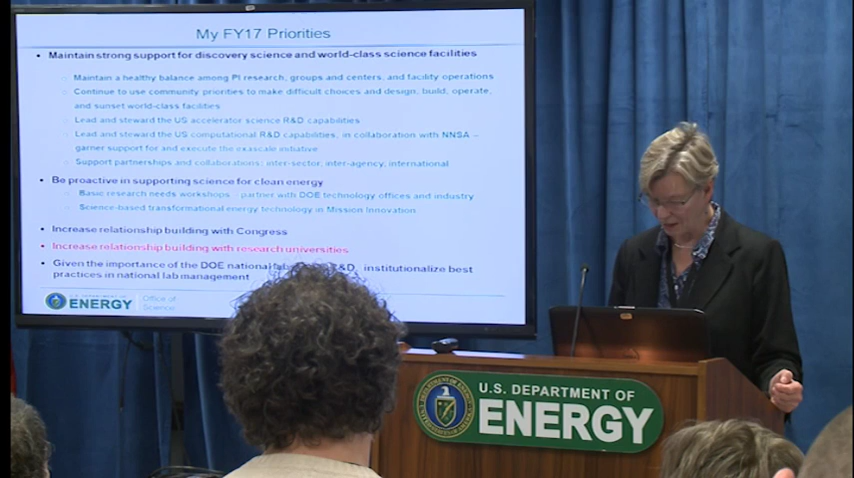 My FY17 Priorities
• Maintain strong support for discovery science and world-class science facilities
○ Maintain a healthy balance among PI research, groups and centers, and facility operations
○ Continue to use community priorities to make difficult choices and design, build, operate,
and sunset world-class facilities
○ Lead and steward the US accelerator science R&D capabilities
○ Lead and steward the US computational R&D capabilities, in collaboration with NNSA –
garner support for and execute the exascale initiative
○ Support partnerships and collaborations: inter-sector, inter-agency, international
• Be proactive in supporting science for clean energy
○ Basic research needs workshops – partner with DOE technology offices and industry
○ Science-based transformational energy technology in Mission Innovation
• Increase relationship building with Congress
• Increase relationship building with research universities
• Given the importance of the DOE national institutionalize best
practices in national lab management
U.S. DEPARTMENT OF
ENERGY
Office of
Science
U.S. DEPARTMENT OF
ENERGY